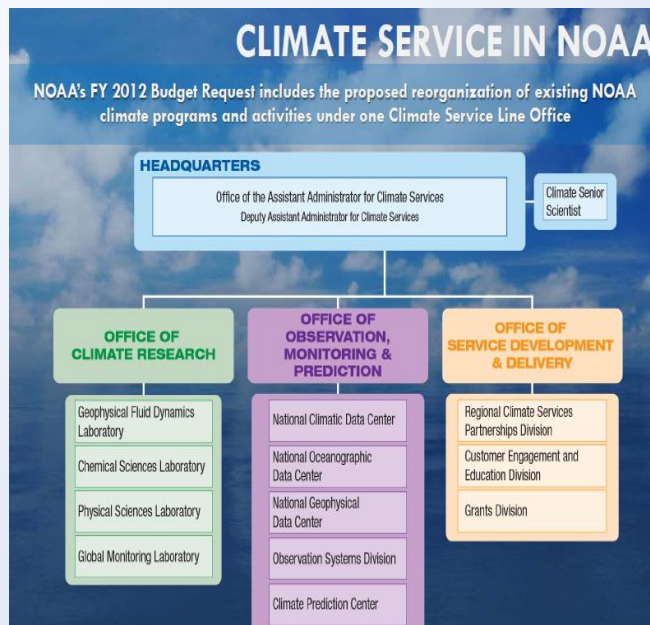 CLIMATE SERVICE IN NOAA
NOAA's FY 2012 Budget Request includes the proposed reorganization of existing NOAA
climate programs and activities under one Climate Service Line Office
HEADQUARTERS
Office of the Assistant Administrator for Climate Services
Deputy Assistant Administrator for Climate Services
Climate Senior
Scientist
OFFICE OF
CLIMATE RESEARCH
Geophysical Fluid Dynamics
Laboratory
Chemical Sciences Laboratory
Physical Sciences Laboratory
Global Monitoring Laboratory
OFFICE OF
OBSERVATION,
MONITORING &
PREDICTION
National Climatic Data Center
National Oceanographic
Data Center
National Geophysical
Data Center
Observation Systems Division
Climate Prediction Center
OFFICE OF
SERVICE DEVELOPMENT
& DELIVERY
Regional Climate Services
Partnerships Division
Customer Engagement and
Education Division
Grants Division